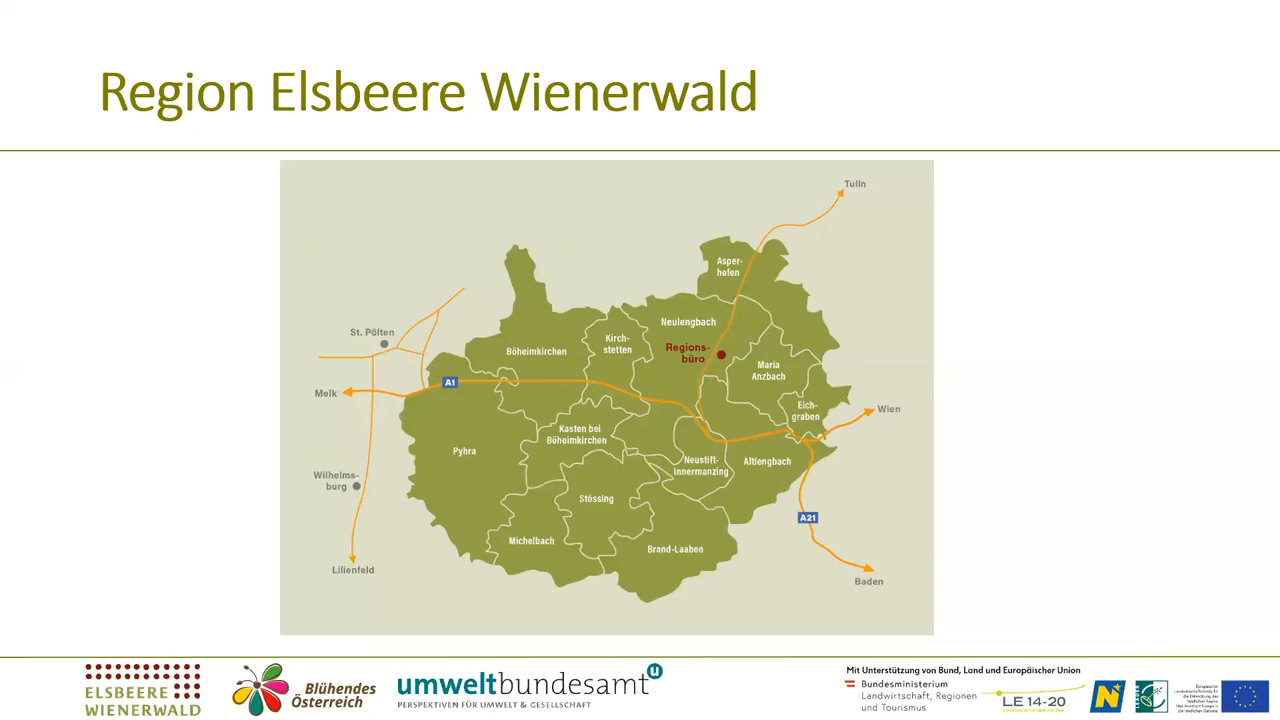 Region Elsbeere Wienerwald
Tulln
Asper-
hofen
Neulengbach
Kirch-
stetten
St. Pölten
Böheimkirchen
Regions-
büro
Maria
Anzbach
A1
Melk
Eich-
graben
Wien
Kasten bei
Böheimkirchen
Pyhra
Neustift-
Innermanzing
Altlengbach
Wilhelms-
burg
Stössing
A21
Michelbach
Brand-Laaben
Lilienfeld
Baden
ELSBEERE
WIENERWALD
Blühendes
Österreich
umweltbundesamt
u
PERSPEKTIVEN FÜR UMWELT & GESELLSCHAFT
Mit Unterstützung von Bund, Land und Europäischer Union
Bundesministerium
Landwirtschaft, Regionen
und Tourismus
LE 14-20
N